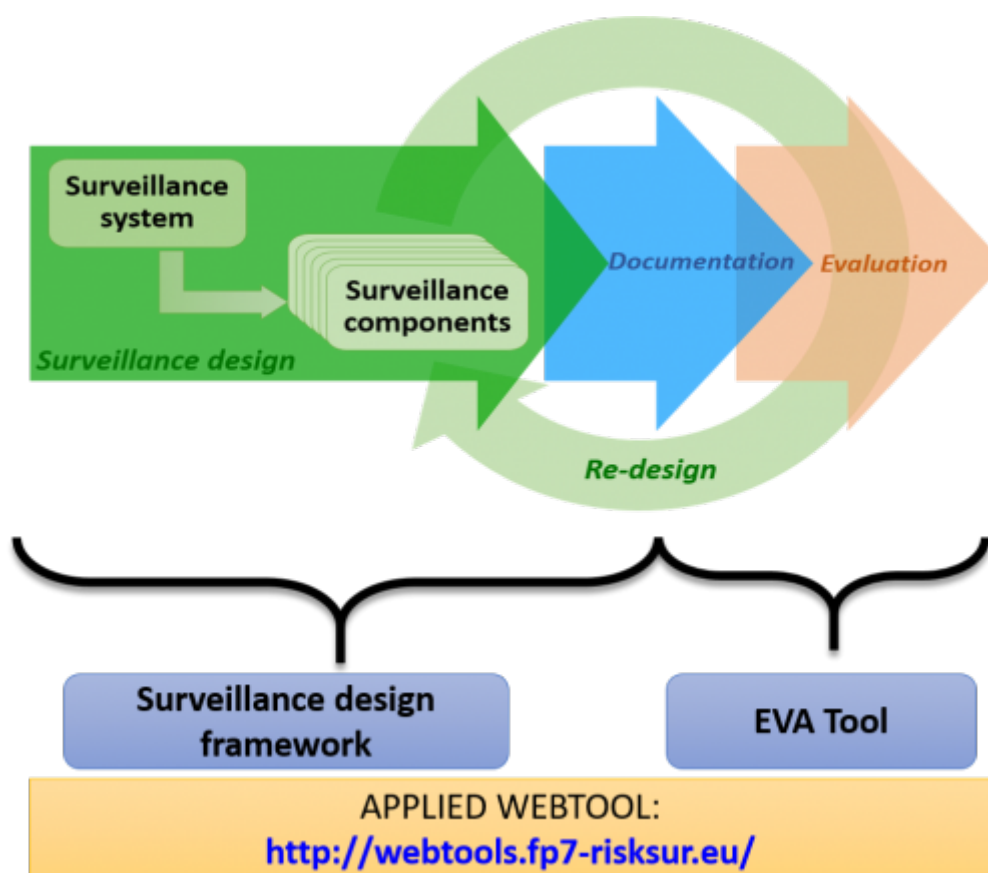 Surveillance
system
Surveillance
components
Surveillance design
Documentation
Evaluation
Re-design
Surveillance design
framework
EVA Tool
APPLIED WEBTOOL:
http://webtools.fp7-risksur.eu/